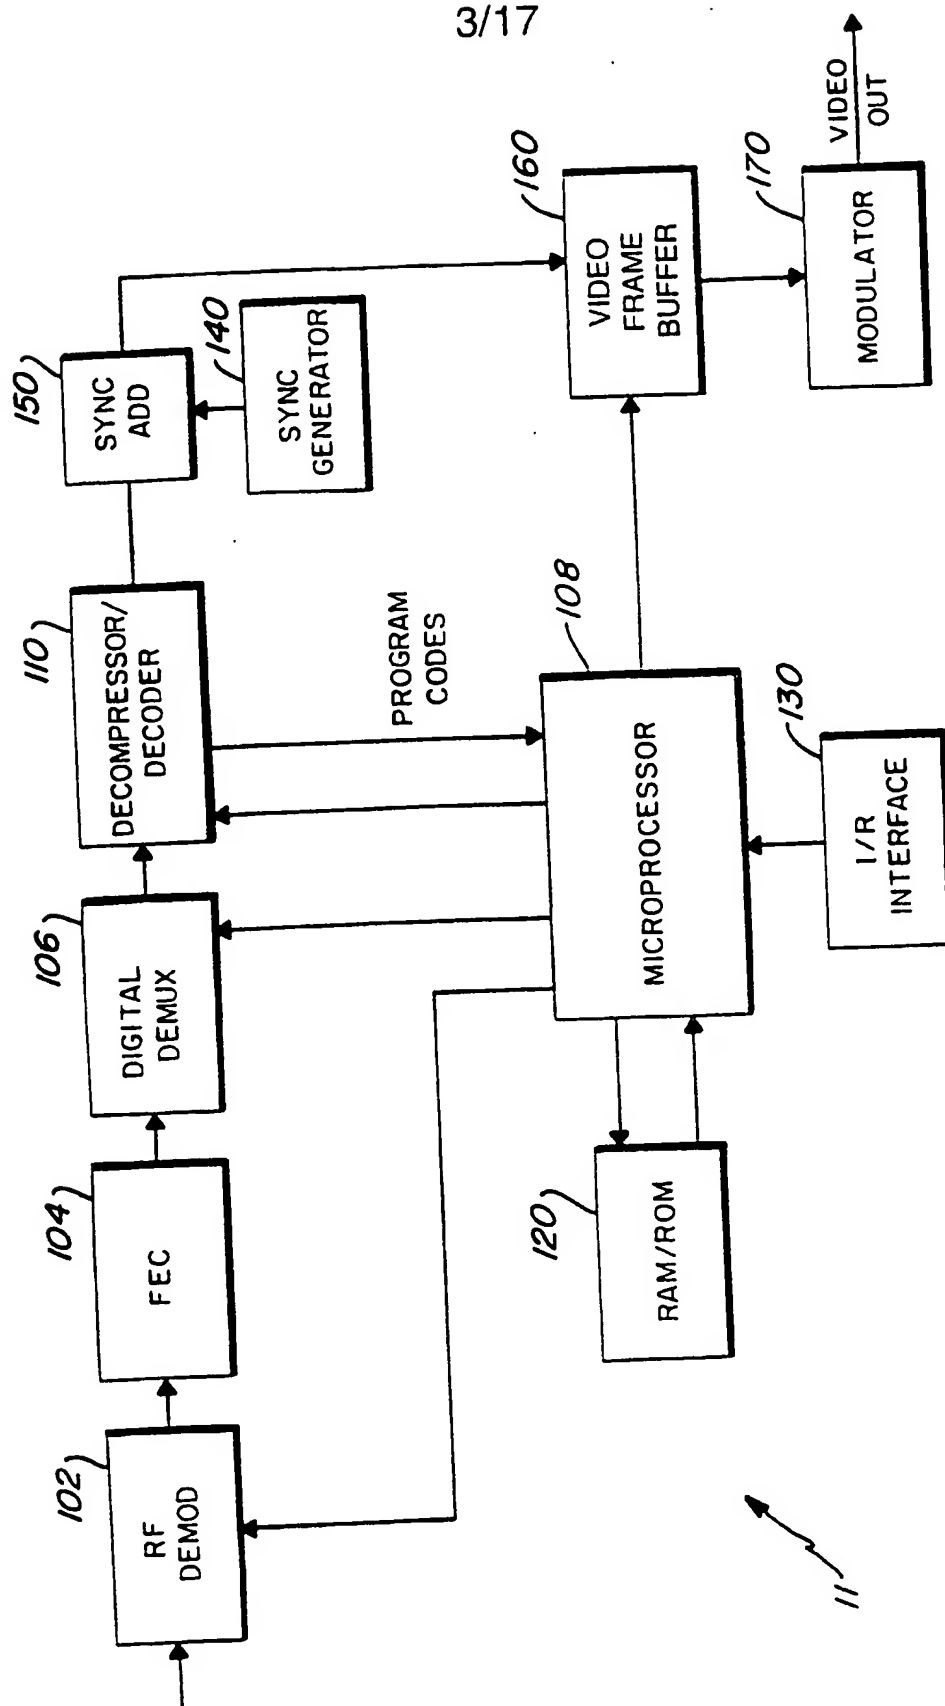 3/17
102
RF
DEMOD
104
FEC
106
DIGITAL
DEMUX
110
DECOMPRESSOR/
DECODER
150
SYNC
ADD
140
SYNC
GENERATOR
PROGRAM
CODES
120
RAM/ROM
108
MICROPROCESSOR
130
I/R
INTERFACE
160
VIDEO
FRAME
BUFFER
170
MODULATOR
VIDEO
OUT
11